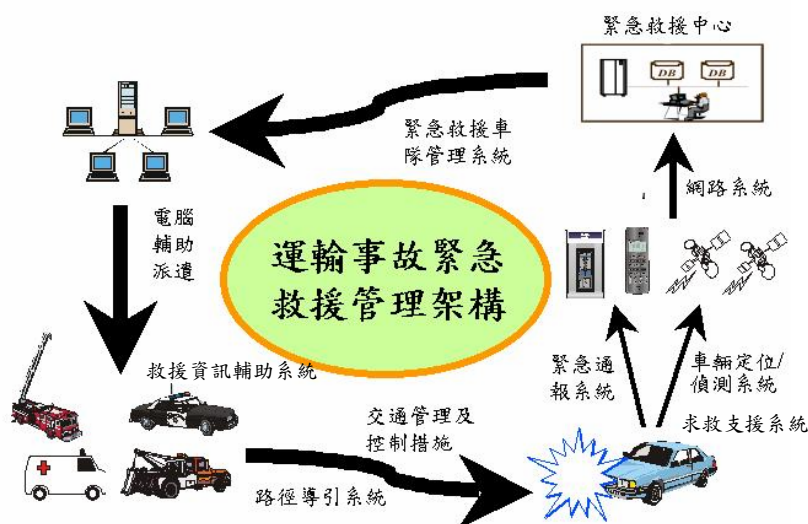 緊急救援中心
DB DB
緊急救援車
隊管理系統
網路系統
電腦
輔助
派遣
運輸事故緊急
救援管理架構
緊急通
報系統
車輛定位/
偵測系統
救援資訊輔助系統
交通管理及
控制措施
求救支援系統
路徑導引系統